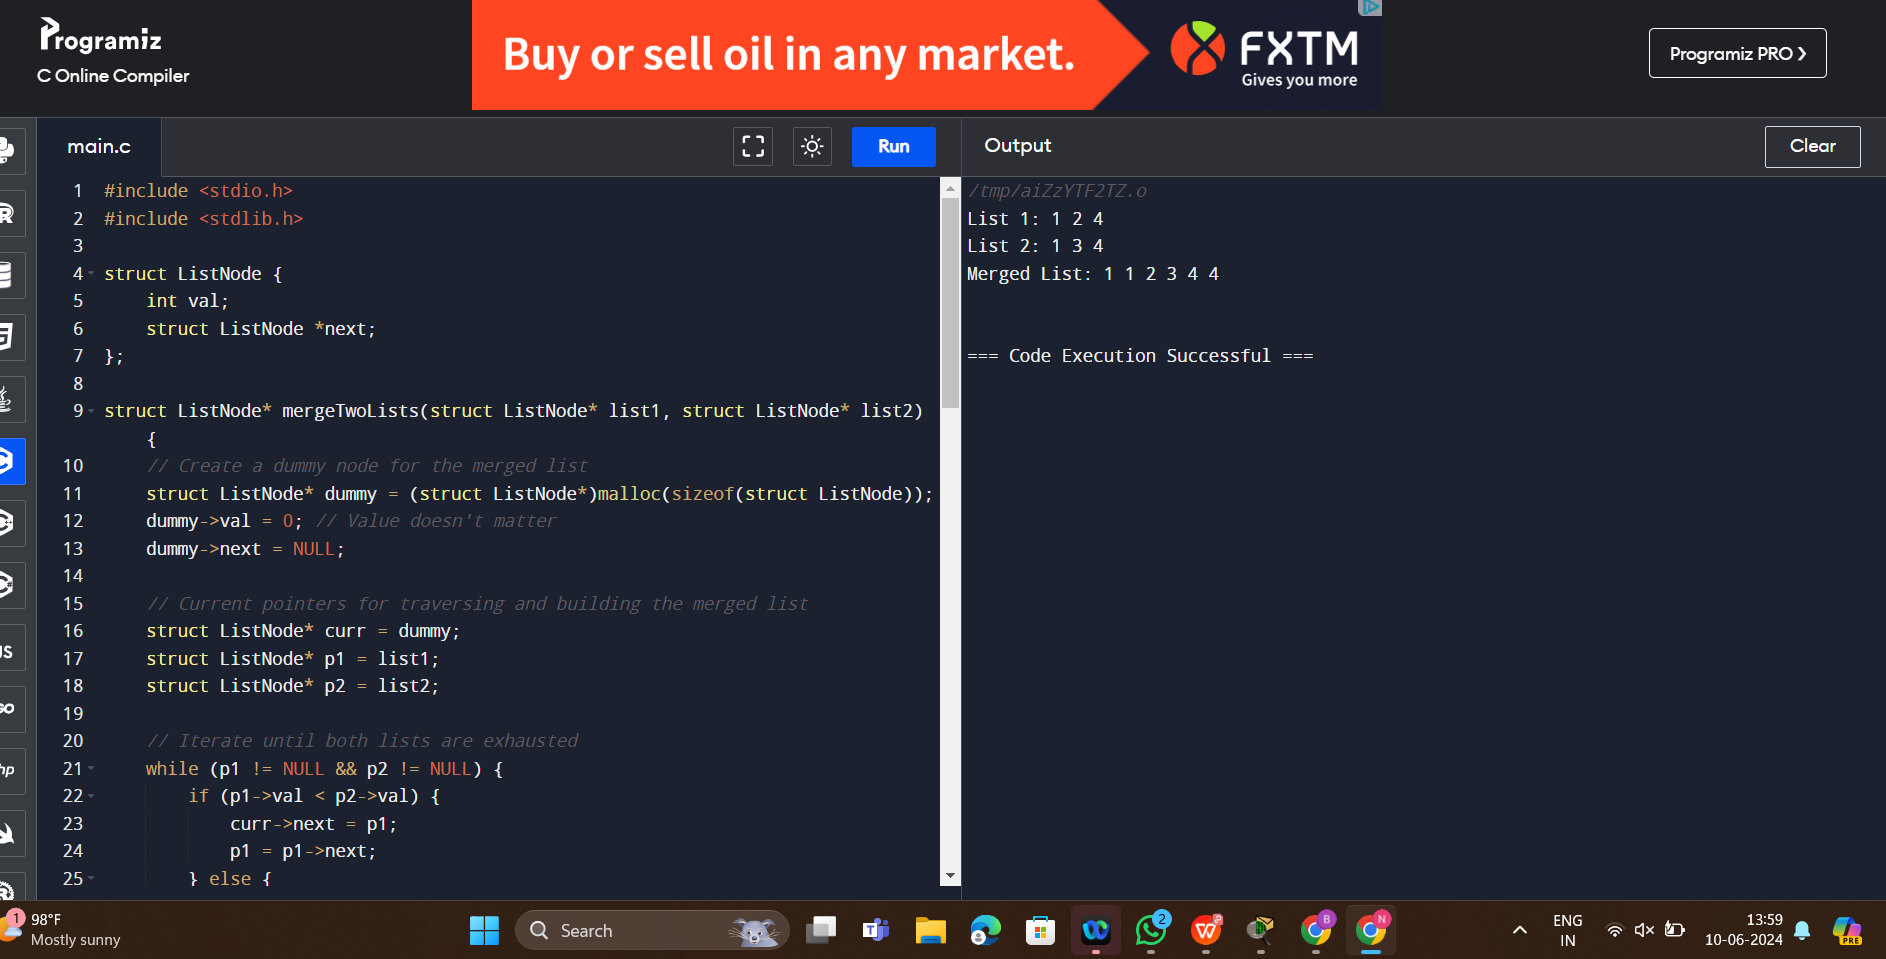 Programiz
C Online Compiler
Buy or sell oil in any market.
FXTM
Gives you more
Programiz PRO
main.c
Run
Output
Clear
1 #include <stdio.h>
2 #include <stdlib.h>
3
4 struct ListNode {
5 int val;
6 struct ListNode *next;
7 };
8
9 struct ListNode* mergeTwoLists(struct ListNode* list1, struct ListNode* list2)
{
10 // Create a dummy node for the merged list
11 struct ListNode* dummy = (struct ListNode*)malloc(sizeof(struct ListNode));
12 dummy->val = 0; // Value doesn't matter
13 dummy->next = NULL;
14
15 // Current pointers for traversing and building the merged list
16 struct ListNode* curr = dummy;
17 struct ListNode* p1 = list1;
18 struct ListNode* p2 = list2;
19
20 // Iterate until both lists are exhausted
21 while (p1 != NULL && p2 != NULL) {
22 if (p1->val < p2->val) {
23 curr->next = p1;
24 p1 = p1->next;
25 } else {
/tmp/aiZzYTF2TZ.o
List 1: 1 2 4
List 2: 1 3 4
Merged List: 1 1 2 3 4 4
=== Code Execution Successful ===
1
98°F
Mostly sunny
Search
2
B
N
ENG
IN
13:59
10-06-2024
PRE